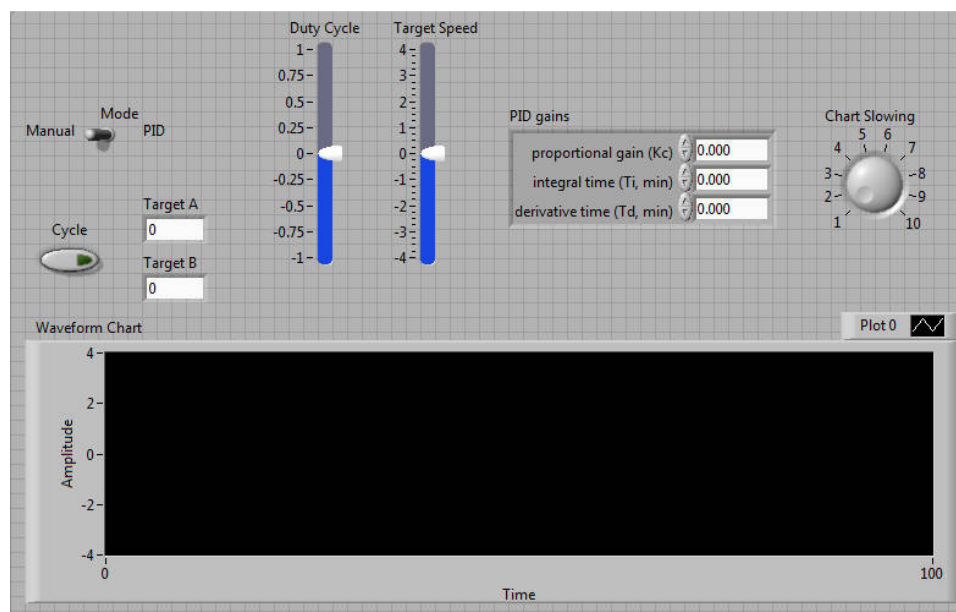 Duty Cycle
1
0.75
0.5
0.25
0
-0.25
-0.5
-0.75
-1
Target Speed
4
3
2
1
0
-1
-2
-3
-4
Mode
Manual
PID
Cycle
Target A
0
Target B
0
PID gains
proportional gain (Kc) 0.000
integral time (Ti, min) 0.000
derivative time (Td, min) 0.000
Chart Slowing
1
2
3
4
5
6
7
8
9
10
Waveform Chart
Plot 0
Amplitude
4
2
0
-2
-4
0
100
Time